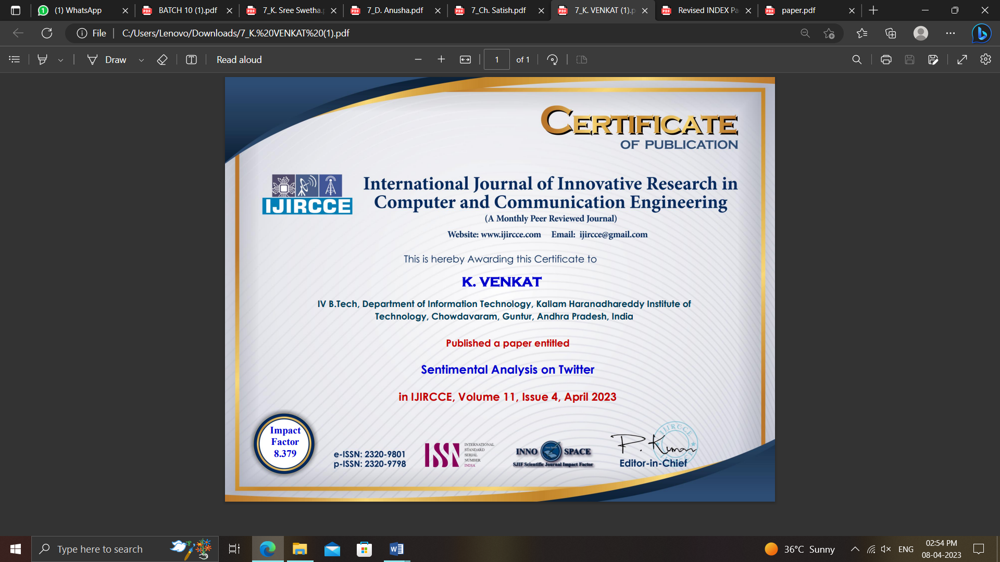 (1) WhatsApp
BATCH 10 (1).pdf
7_K. Sree Swetha.p
7_D. Anusha.pdf
7_Ch. Satish.pdf
7_K. VENKAT (1).p
Revised INDEX Pa
paper.pdf
File
C:/Users/Lenovo/Downloads/7_K.%20VENKAT%20(1).pdf
Draw
Read aloud
1 of 1
CERTIFICATE
OF PUBLICATION
IJIRCCE
International Journal of Innovative Research in
Computer and Communication Engineering
(A Monthly Peer Reviewed Journal)
Website: www.ijircce.com Email: ijircce@gmail.com
This is hereby Awarding this Certificate to
K. VENKAT
IV B.Tech, Department of Information Technology, Kallam Haranadhareddy Institute of
Technology, Chowdavaram, Guntur, Andhra Pradesh, India
Published a paper entitled
Sentimental Analysis on Twitter
in IJIRCCE, Volume 11, Issue 4, April 2023
Impact
Factor
8.379
e-ISSN: 2320-9801
p-ISSN: 2320-9798
ISSN
INTERNATIONAL
STANDARD
SERIAL
NUMBER
INDIA
INNO SPACE
SJIF Scientific Journal Impact Factor
P. Kumar
IJIRCCE
Editor-in-Chief
Type here to search
36°C Sunny
ENG
02:54 PM
08-04-2023